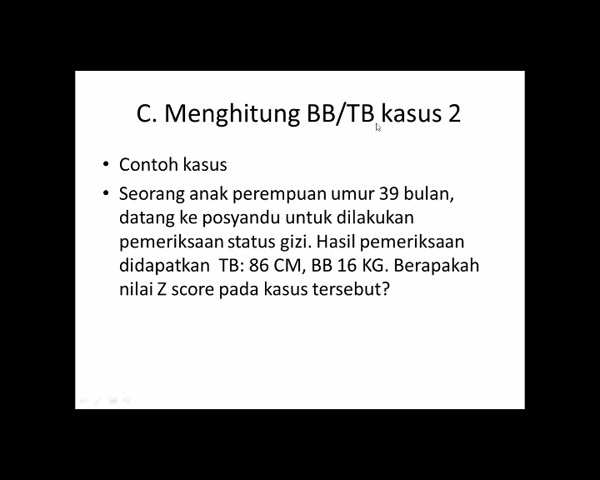 C. Menghitung BB/TB kasus 2
• Contoh kasus
• Seorang anak perempuan umur 39 bulan,
datang ke posyandu untuk dilakukan
pemeriksaan status gizi. Hasil pemeriksaan
didapatkan TB: 86 CM, BB 16 KG. Berapakah
nilai Z score pada kasus tersebut?